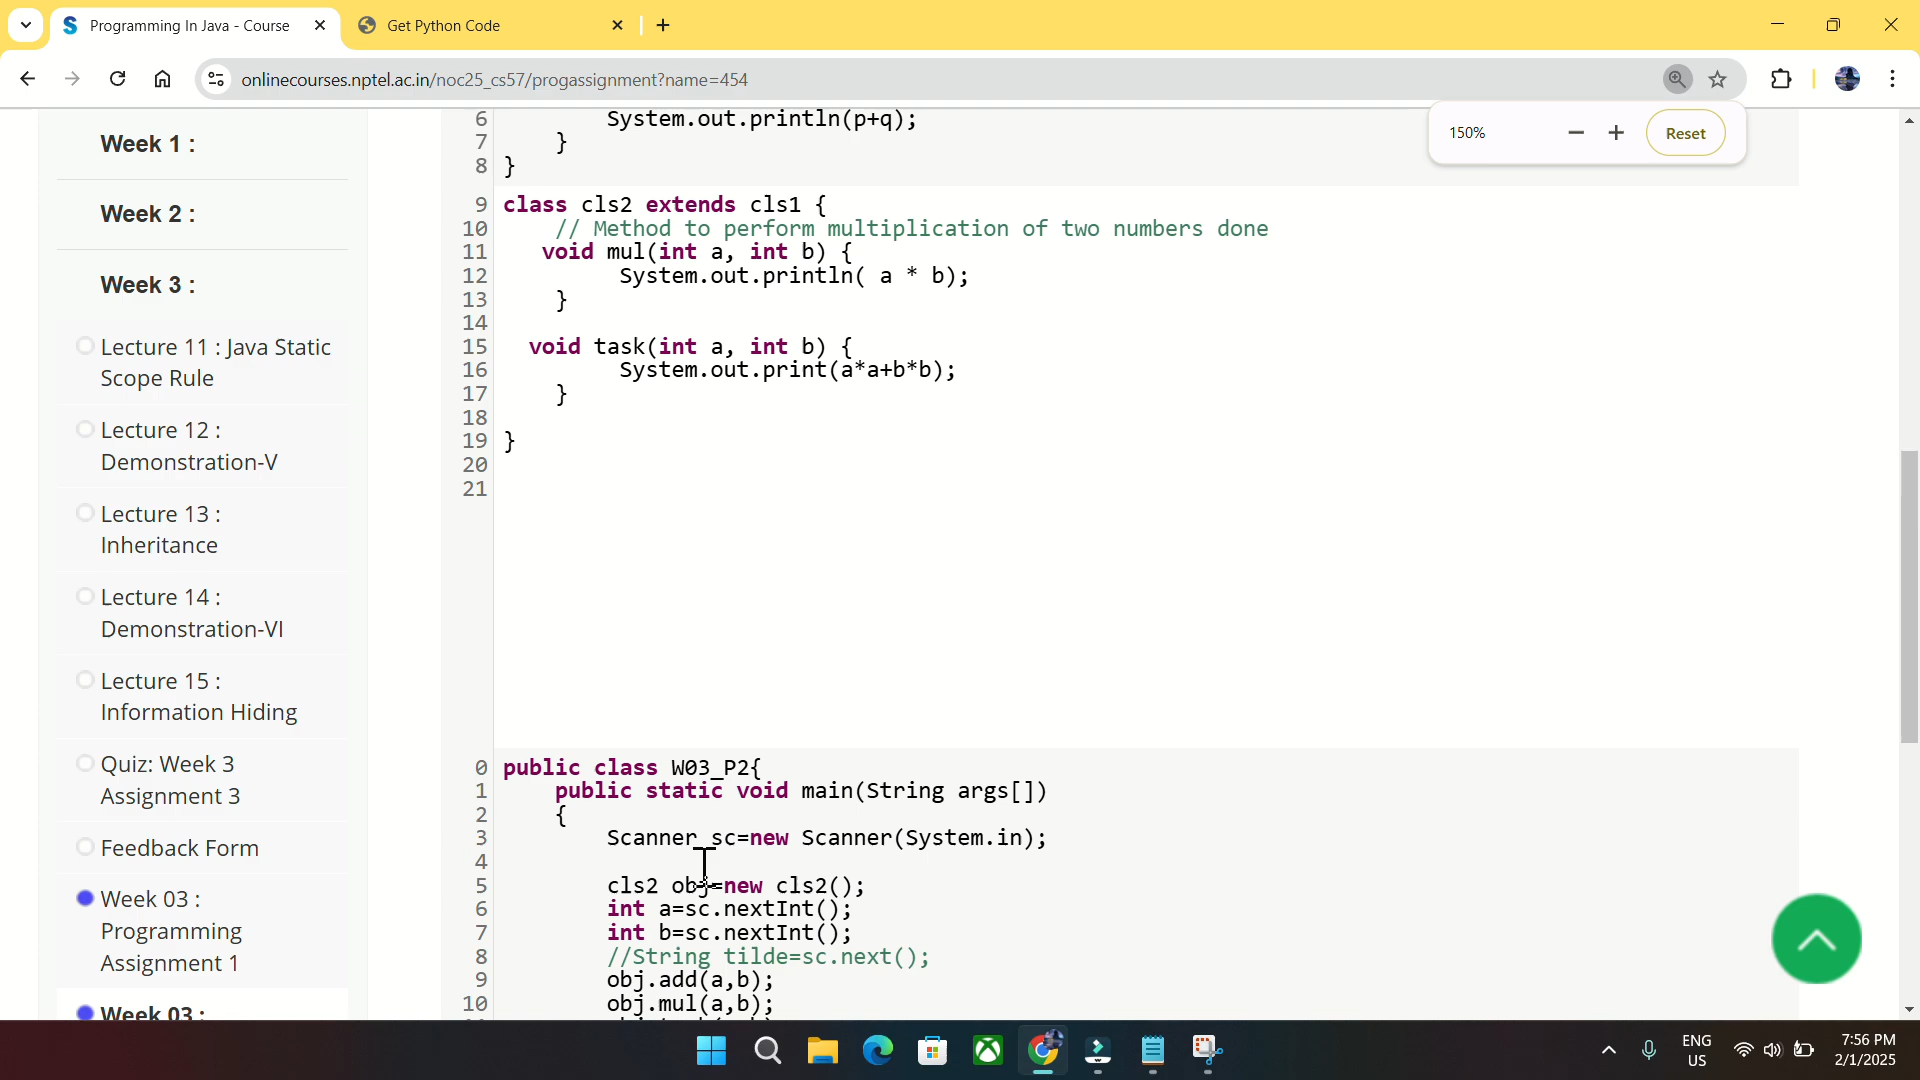 Programming In Java - Course
Get Python Code
onlinecourses.nptel.ac.in/noc25_cs57/progassignment?name=454
150%
Reset
Week 1 :
Week 2 :
Week 3 :
Lecture 11 : Java Static
Scope Rule
Lecture 12 :
Demonstration-V
Lecture 13 :
Inheritance
Lecture 14 :
Demonstration-VI
Lecture 15 :
Information Hiding
Quiz: Week 3
Assignment 3
Feedback Form
Week 03 :
Programming
Assignment 1
Week 03 :
6 System.out.println(p+q);
7 }
8 }
9 class cls2 extends cls1 {
10 // Method to perform multiplication of two numbers done
11 void mul(int a, int b) {
12 System.out.println( a * b);
13 }
14
15 void task(int a, int b) {
16 System.out.print(a*a+b*b);
17 }
18
19 }
20
21
0 public class W03_P2{
1 public static void main(String args[])
2 {
3 Scanner sc=new Scanner(System.in);
4
5 cls2 obj=new cls2();
6 int a=sc.nextInt();
7 int b=sc.nextInt();
8 //String tilde=sc.next();
9 obj.add(a,b);
10 obj.mul(a,b);
ENG
US
7:56 PM
2/1/2025